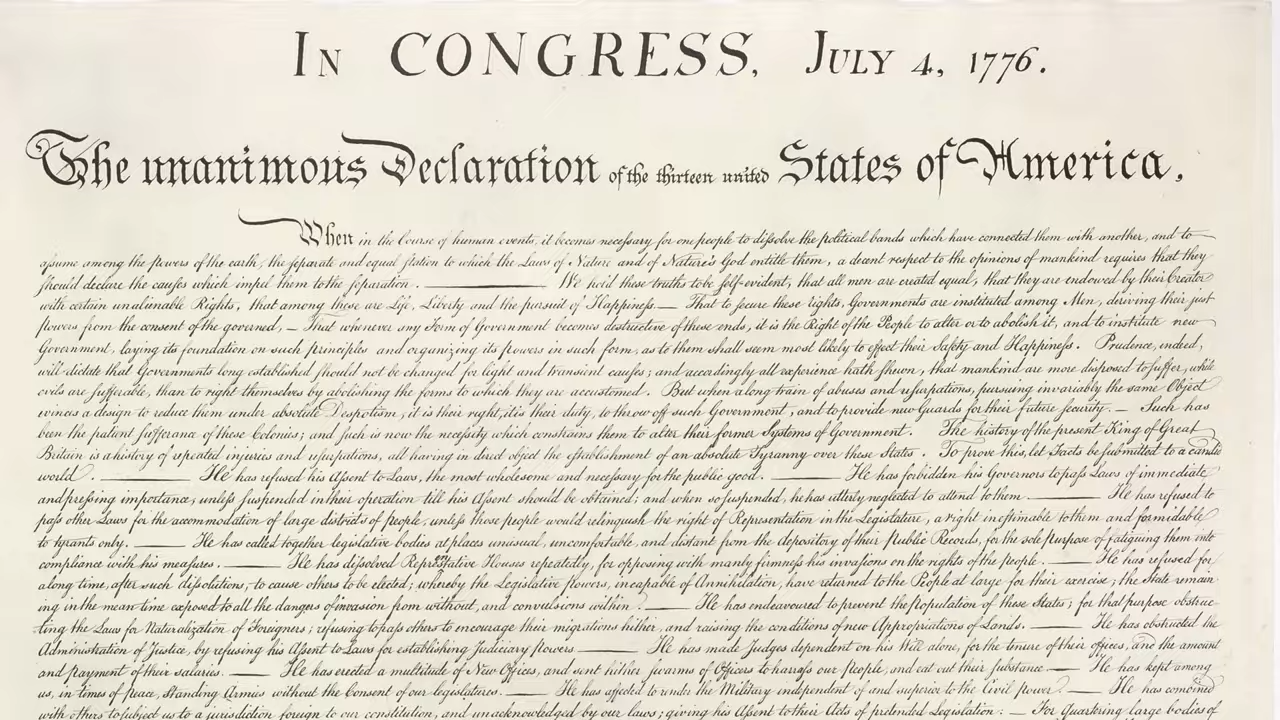 IN CONGRESS, JULY 4, 1776.
The unanimous Declaration of the thirteen united States of America,
When in the Course of human events, it becomes necessary for one people to dissolve the political bands which have connected them with another, and to
assume among the powers of the earth, the separate and equal station to which the Laws of Nature and of Nature's God entitle them, a decent respect to the opinions of mankind requires that they
should declare the causes which impel them to the separation. ——— We hold these truths to be self-evident, that all men are created equal, that they are endowed by their Creator
with certain unalienable Rights, that among these are Life, Liberty and the pursuit of Happiness.— That to secure these rights, Governments are instituted among Men, deriving their just
powers from the consent of the governed, — That whenever any Form of Government becomes destructive of these ends, it is the Right of the People to alter or to abolish it, and to institute new
Government, laying its foundation on such principles and organizing its powers in such form, as to them shall seem most likely to effect their Safety and Happiness. Prudence, indeed,
will dictate that Governments long established should not be changed for light and transient causes; and accordingly all experience hath shewn, that mankind are more disposed to suffer, while
evils are sufferable, than to right themselves by abolishing the forms to which they are accustomed. But when a long train of abuses and usurpations, pursuing invariably the same Object
evinces a design to reduce them under absolute Despotism, it is their right, it is their duty, to throw off such Government, and to provide new Guards for their future security.— Such has
been the patient sufferance of these Colonies; and such is now the necessity which constrains them to alter their former Systems of Government. The history of the present King of Great
Britain is a history of repeated injuries and usurpations, all having in direct object the establishment of an absolute Tyranny over these States. To prove this, let Facts be submitted to a candid
world. ——— He has refused his Assent to Laws, the most wholesome and necessary for the public good. ——— He has forbidden his Governors to pass Laws of immediate
and pressing importance, unless suspended in their operation till his Assent should be obtained; and when so suspended, he has utterly neglected to attend to them. ——— He has refused to
pass other Laws for the accommodation of large districts of people, unless those people would relinquish the right of Representation in the Legislature, a right inestimable to them and formidable
to tyrants only. ——— He has called together legislative bodies at places unusual, uncomfortable, and distant from the depository of their Public Records, for the sole purpose of fatiguing them into
compliance with his measures. ——— He has dissolved Representative Houses repeatedly, for opposing with manly firmness his invasions on the rights of the people. ——— He has refused for
a long time, after such dissolutions, to cause others to be elected; whereby the Legislative powers, incapable of Annihilation, have returned to the People at large for their exercise; the State remain
ing in the mean time exposed to all the dangers of invasion from without, and convulsions within. ——— He has endeavoured to prevent the Population of these States; for that purpose obstruc-
ting the Laws for Naturalization of Foreigners; refusing to pass others to encourage their migrations hither, and raising the conditions of new Appropriations of Lands. ——— He has obstructed the
Administration of Justice, by refusing his Assent to Laws for establishing Judiciary powers. ——— He has made Judges dependent on his Will alone, for the tenure of their offices, and the amount
and payment of their salaries. ——— He has erected a multitude of New Offices, and sent hither swarms of Officers to harrass our people, and eat out their substance. ——— He has kept among
us, in times of peace, Standing Armies without the Consent of our legislatures. ——— He has affected to render the Military independent of and superior to the Civil power. ——— He has combined
with others to subject us to a jurisdiction foreign to our constitution, and unacknowledged by our laws; giving his Assent to their Acts of pretended Legislation: — For Quartering large bodies of